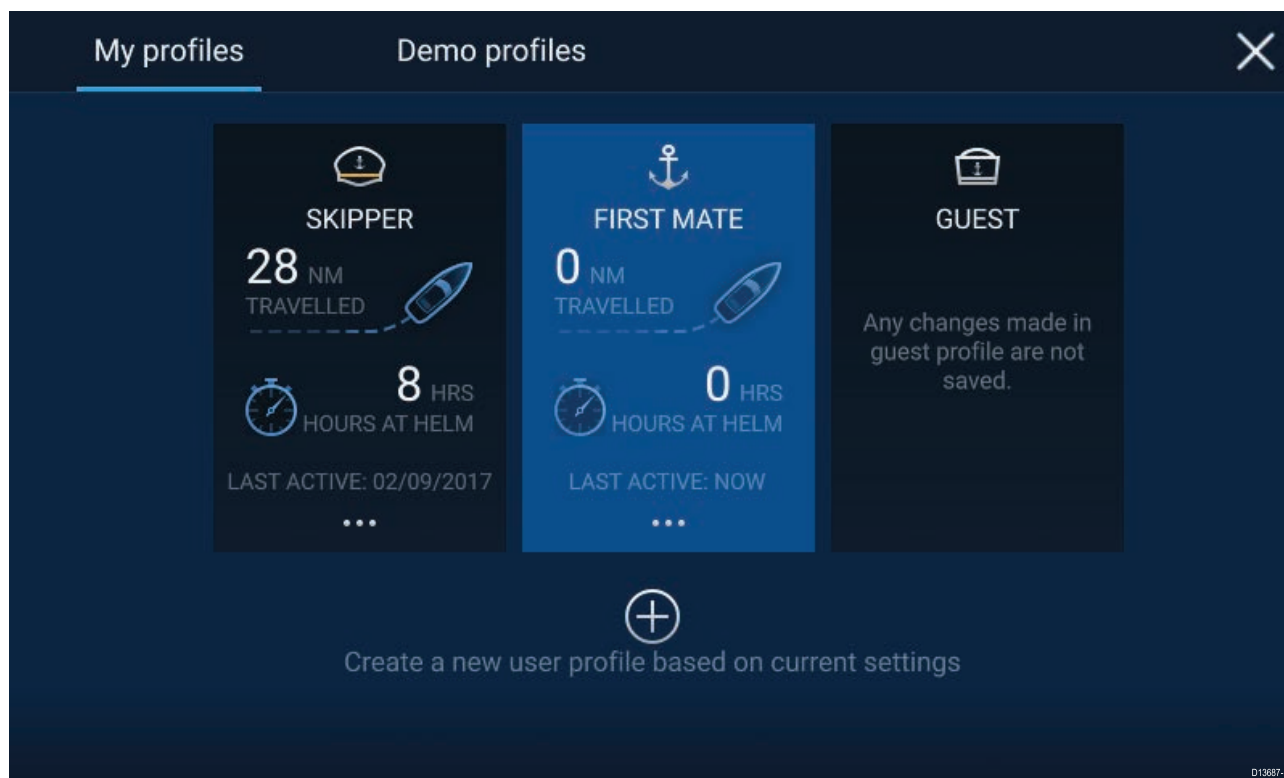 My profiles
Demo profiles
SKIPPER
28 NM
TRAVELLED
8 HRS
HOURS AT HELM
LAST ACTIVE: 02/09/2017
FIRST MATE
0 NM
TRAVELLED
0 HRS
HOURS AT HELM
LAST ACTIVE: NOW
GUEST
Any changes made in
guest profile are not
saved.
Create a new user profile based on current settings